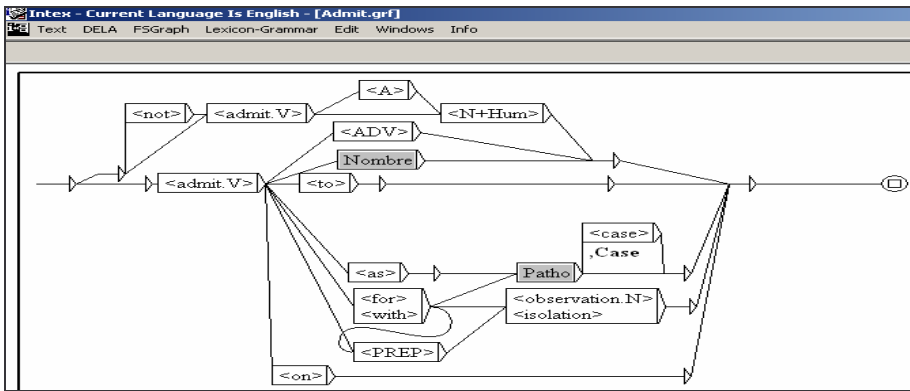 Intex - Current Language Is English - [Admit.grf]
Text DELA FSGraph Lexicon-Grammar Edit Windows Info
<A>
<not> <admit.V> <N+Hum>
<ADV>
Nombre
<admit.V> <to>
<case>
,Case
<as> Patho
<for> <observation.N>
<with> <isolation>
<PREP>
<on>